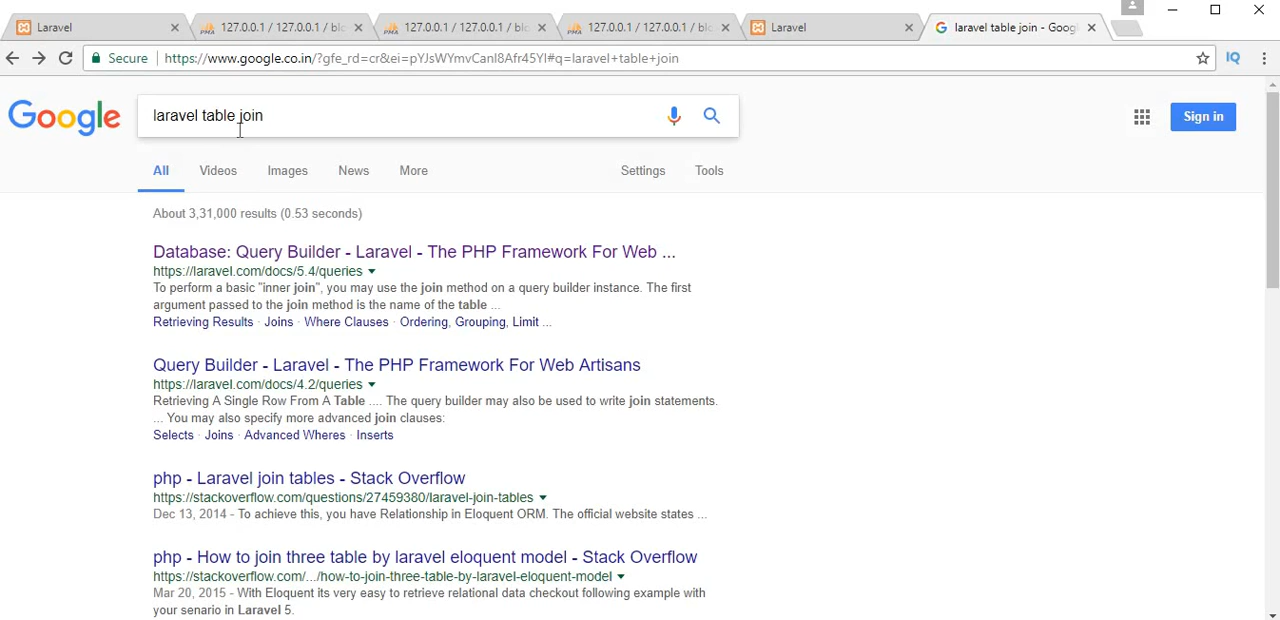 Laravel
127.0.0.1 / 127.0.0.1 / blo
127.0.0.1 / 127.0.0.1 / blo
127.0.0.1 / 127.0.0.1 / blo
Laravel
laravel table join - Goog
Secure
https://www.google.co.in/?gfe_rd=cr&ei=pYJsWYmvCanI8Afr45YI#q=laravel+table+join
IQ
Google
laravel table join
Sign in
All
Videos
Images
News
More
Settings
Tools
About 3,31,000 results (0.53 seconds)
Database: Query Builder - Laravel - The PHP Framework For Web ...
https://laravel.com/docs/5.4/queries
To perform a basic "inner join", you may use the join method on a query builder instance. The first
argument passed to the join method is the name of the table ...
Retrieving Results · Joins · Where Clauses · Ordering, Grouping, Limit ...
Query Builder - Laravel - The PHP Framework For Web Artisans
https://laravel.com/docs/4.2/queries
Retrieving A Single Row From A Table .... The query builder may also be used to write join statements.
... You may also specify more advanced join clauses:
Selects · Joins · Advanced Wheres · Inserts
php - Laravel join tables - Stack Overflow
https://stackoverflow.com/questions/27459380/laravel-join-tables
Dec 13, 2014 - To achieve this, you have Relationship in Eloquent ORM. The official website states ...
php - How to join three table by laravel eloquent model - Stack Overflow
https://stackoverflow.com/.../how-to-join-three-table-by-laravel-eloquent-model
Mar 20, 2015 - With Eloquent its very easy to retrieve relational data checkout following example with
your senario in Laravel 5.